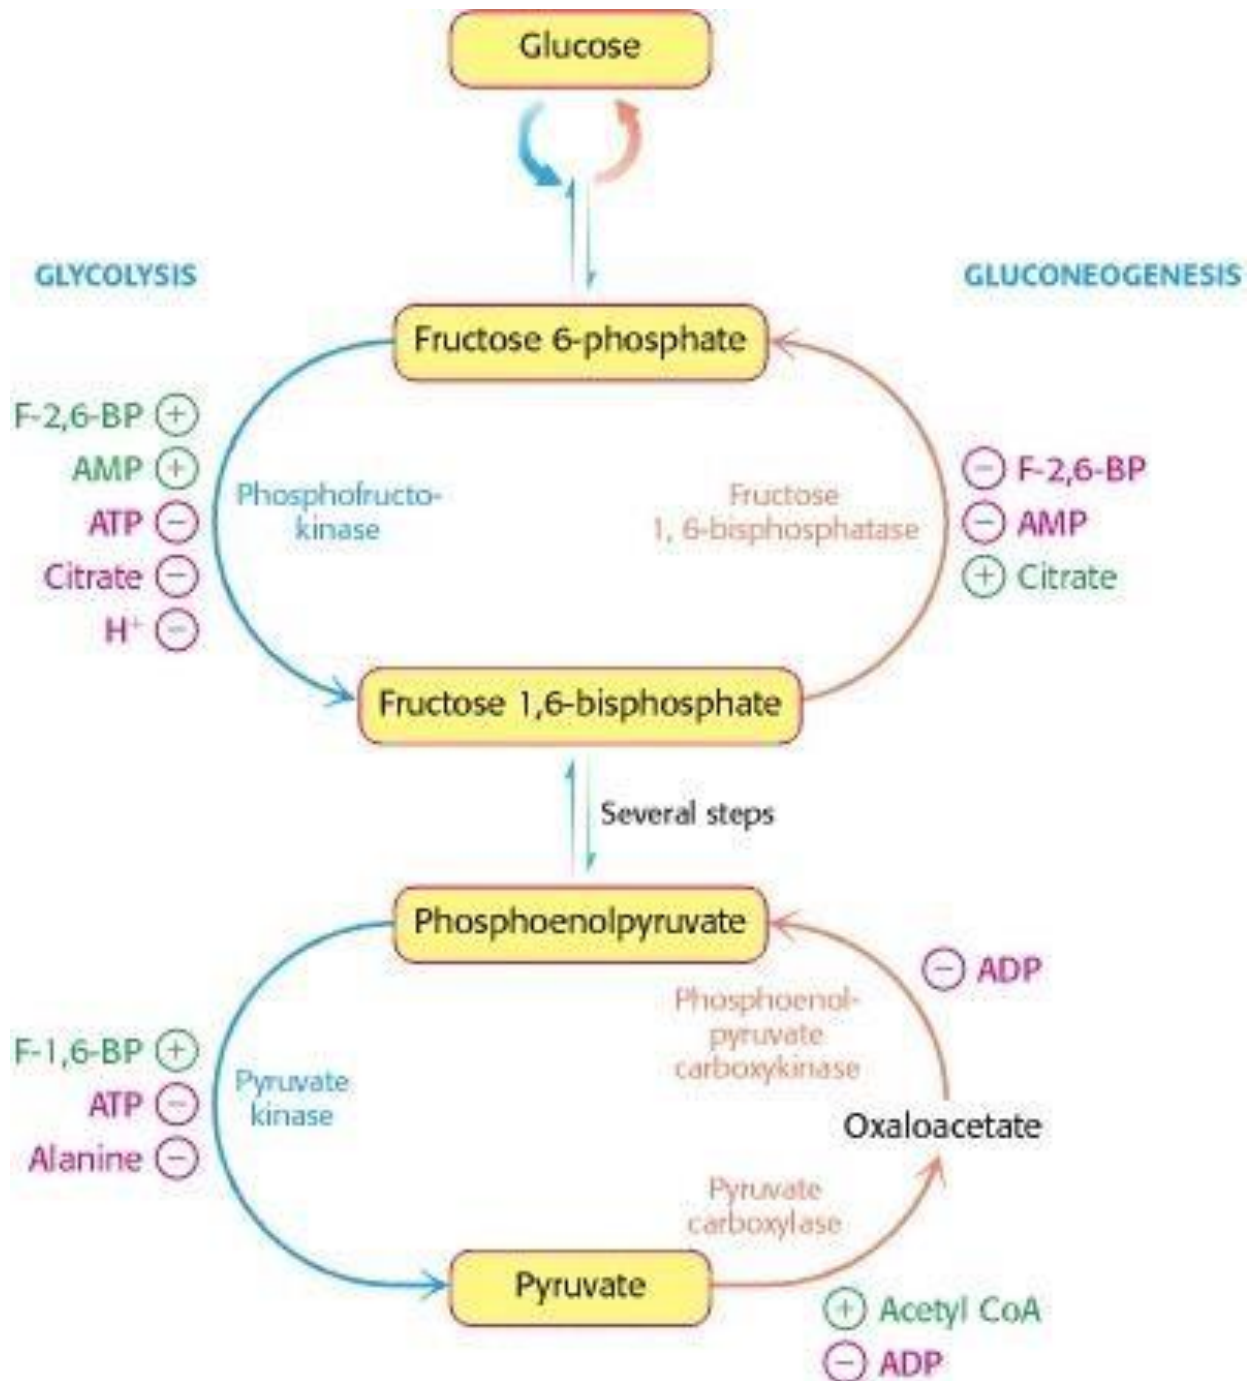 Glucose
GLYCOLYSIS
GLUCONEOGENESIS
Fructose 6-phosphate
F-2,6-BP +
AMP +
ATP −
Citrate −
H⁺ −
Phosphofructo-
kinase
Fructose
1, 6-bisphosphatase
− F-2,6-BP
− AMP
+ Citrate
Fructose 1,6-bisphosphate
Several steps
Phosphoenolpyruvate
F-1,6-BP +
ATP −
Alanine −
Pyruvate
kinase
Phosphoenol-
pyruvate
carboxykinase
− ADP
Oxaloacetate
Pyruvate
carboxylase
Pyruvate
+ Acetyl CoA
− ADP